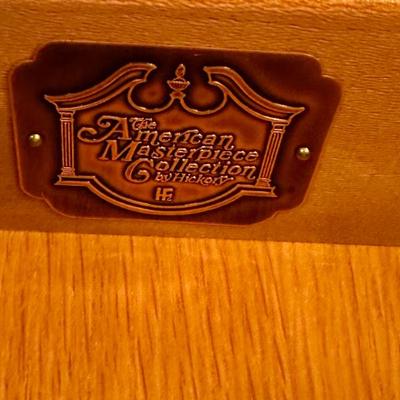 The
American
Masterpiece
Collection
by Hickory
HF